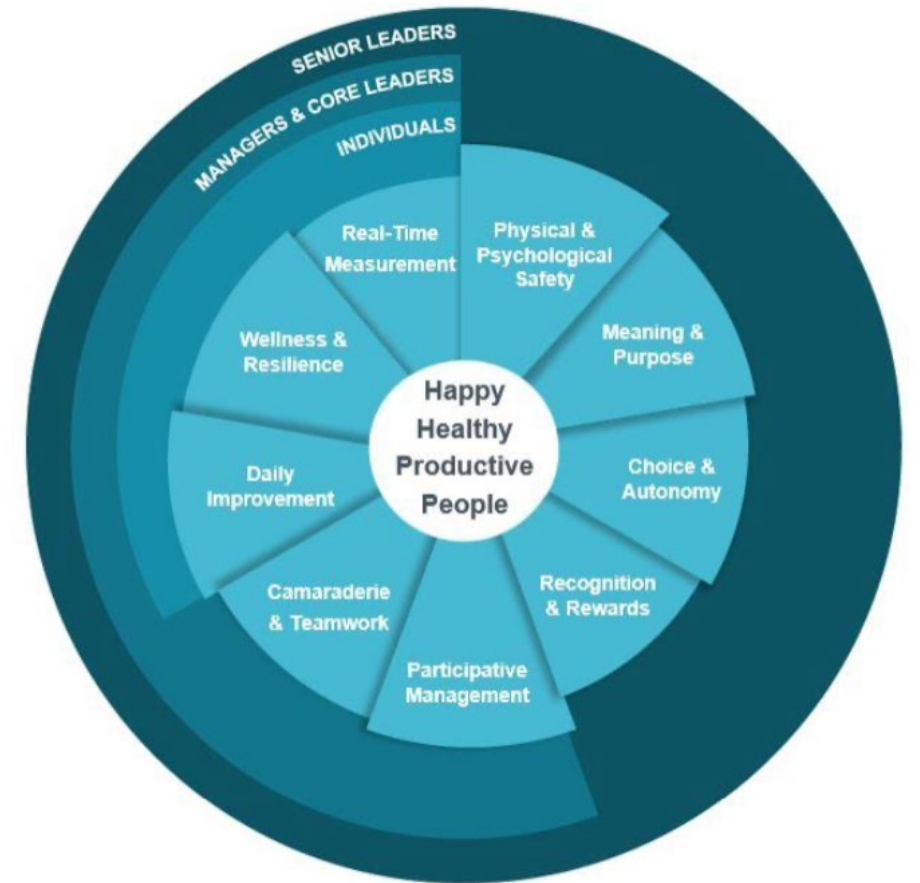 SENIOR LEADERS
MANAGERS & CORE LEADERS
INDIVIDUALS
Real-Time
Measurement
Physical &
Psychological
Safety
Meaning &
Purpose
Choice &
Autonomy
Recognition
& Rewards
Participative
Management
Camaraderie
& Teamwork
Daily
Improvement
Wellness &
Resilience
Happy
Healthy
Productive
People